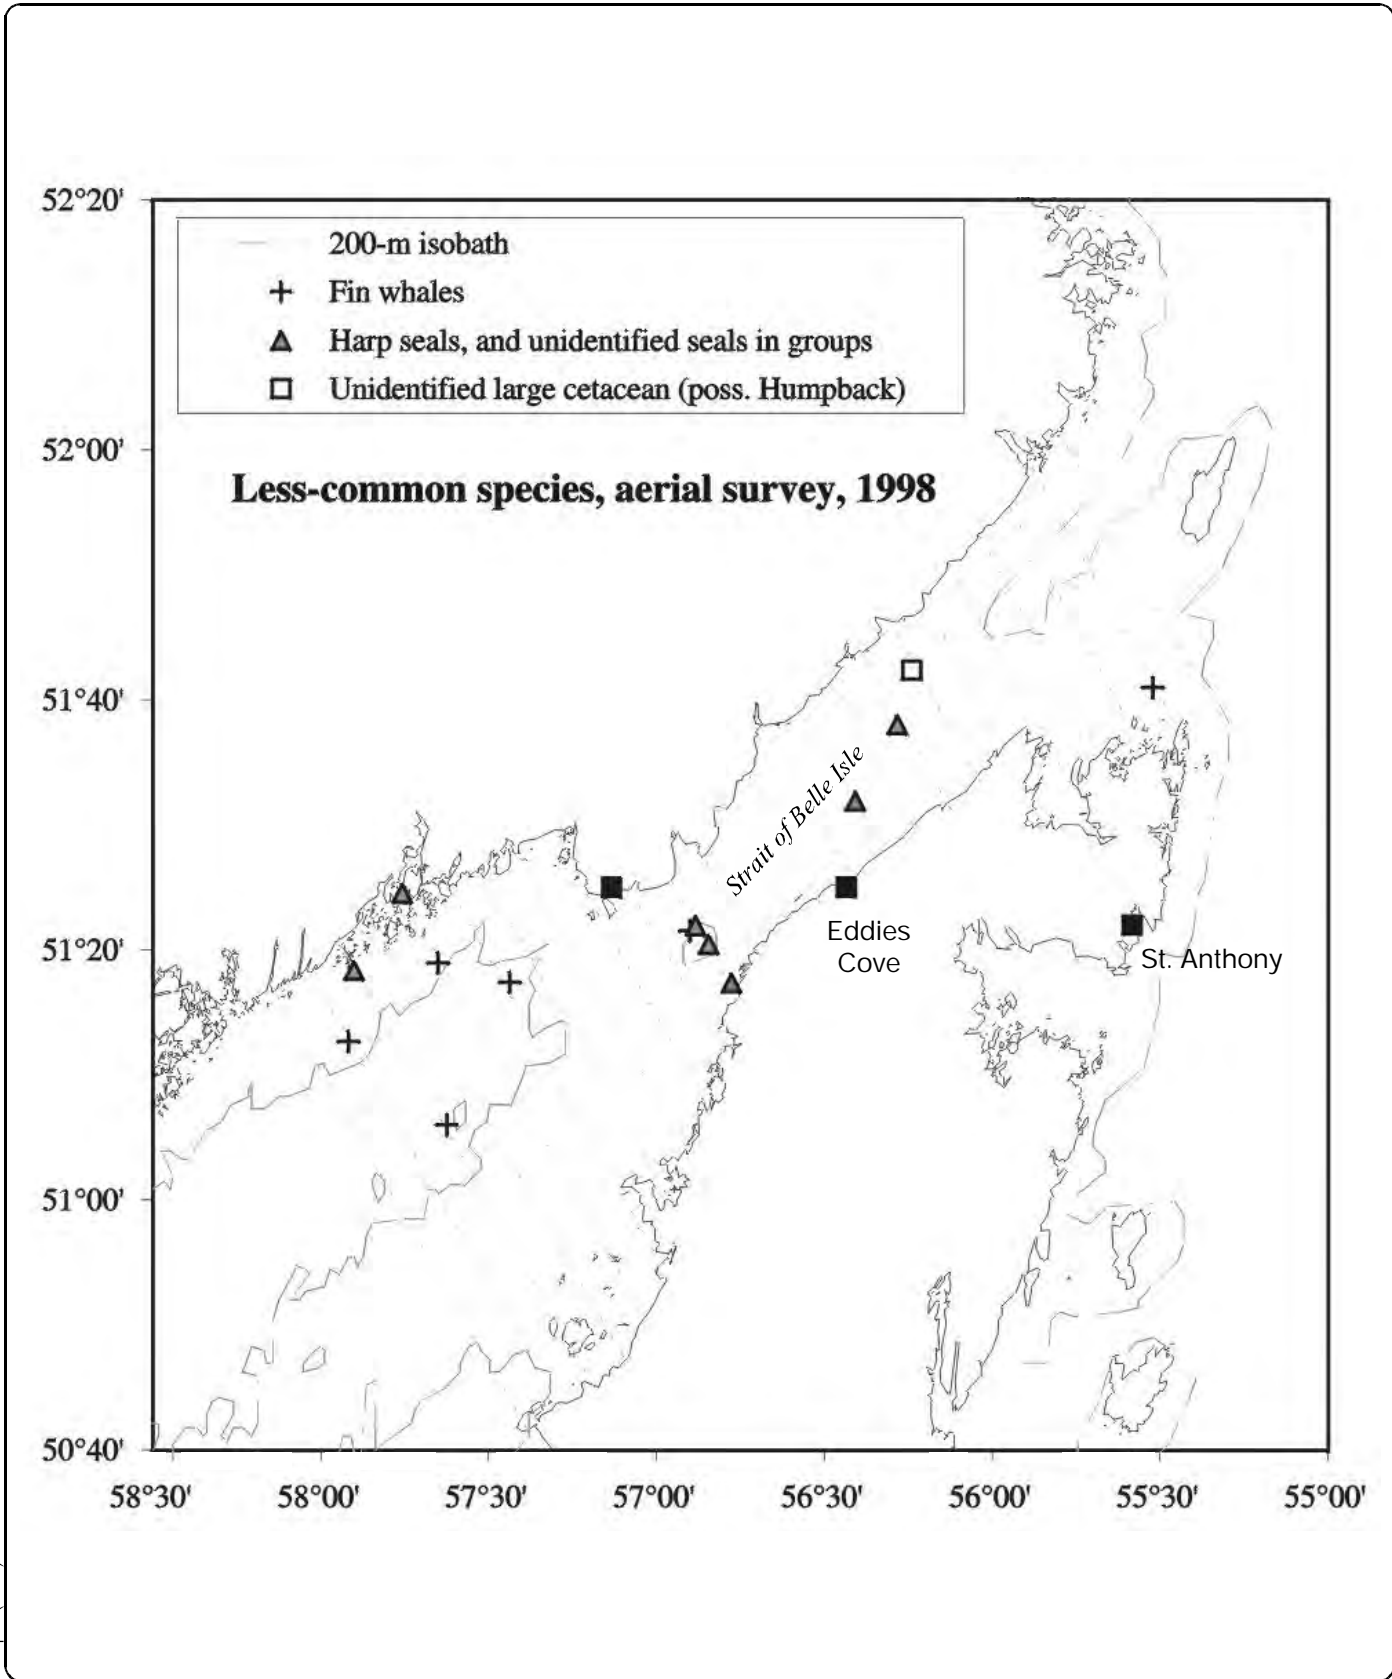 52°20'
200-m isobath
Fin whales
Harp seals, and unidentified seals in groups
Unidentified large cetacean (poss. Humpback)
52°00'
Less-common species, aerial survey, 1998
51°40'
Strait of Belle Isle
Eddies
Cove
51°20'
St. Anthony
51°00'
50°40'
58°30' 58°00' 57°30' 57°00' 56°30' 56°00' 55°30' 55°00'